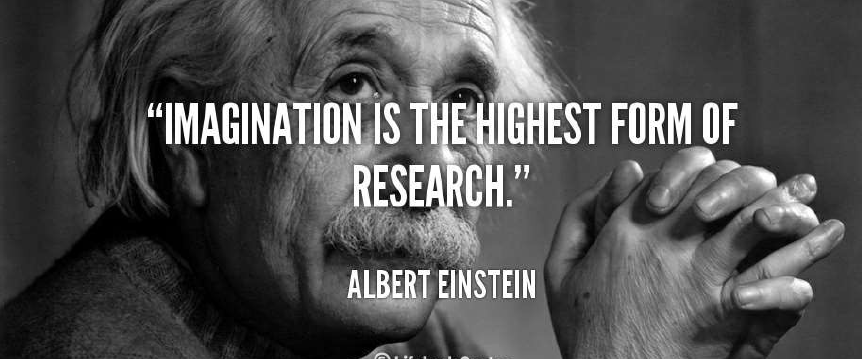 “IMAGINATION IS THE HIGHEST FORM OF
RESEARCH.”
ALBERT EINSTEIN